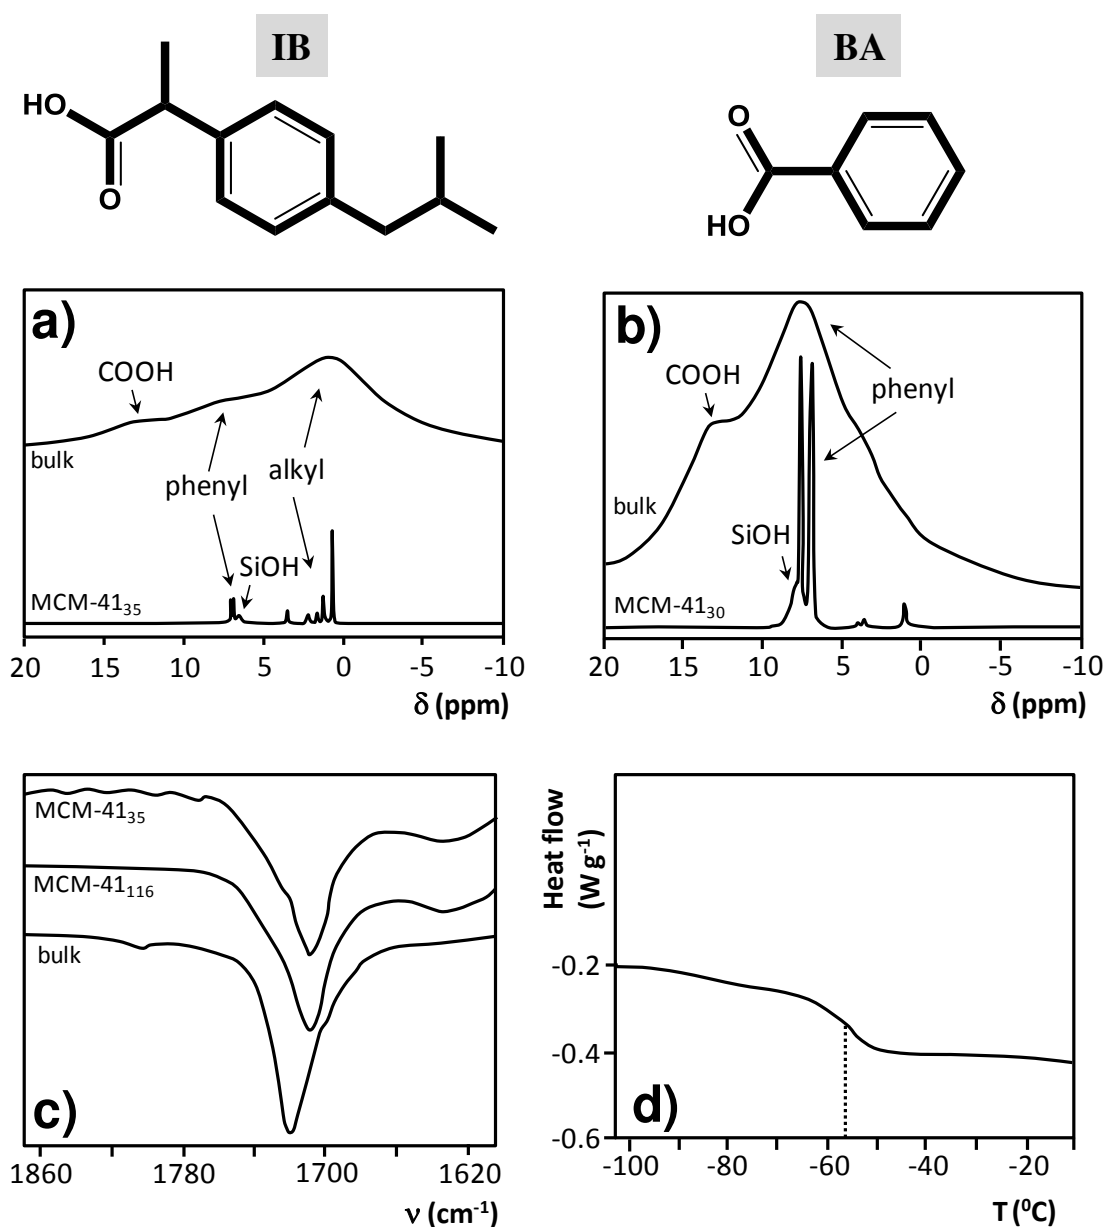 IB
BA
HO
O
O
HO
a)
COOH
bulk
phenyl
alkyl
SiOH
MCM-41₃₅
20 15 10 5 0 -5 -10
δ (ppm)
b)
COOH
phenyl
bulk
SiOH
MCM-41₃₀
20 15 10 5 0 -5 -10
δ (ppm)
MCM-41₃₅
MCM-41₁₁₆
bulk
c)
1860 1780 1700 1620
ν (cm⁻¹)
Heat flow
(W g⁻¹)
-0.2
-0.4
-0.6
d)
-100 -80 -60 -40 -20
T (⁰C)